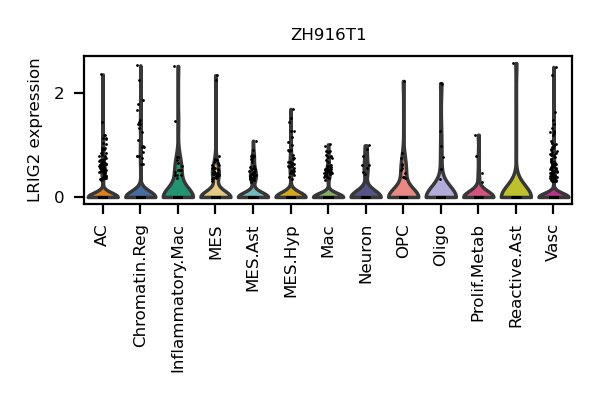 ZH916T1
LRIG2 expression
2
0
AC
Chromatin.Reg
Inflammatory.Mac
MES
MES.Ast
MES.Hyp
Mac
Neuron
OPC
Oligo
Prolif.Metab
Reactive.Ast
Vasc